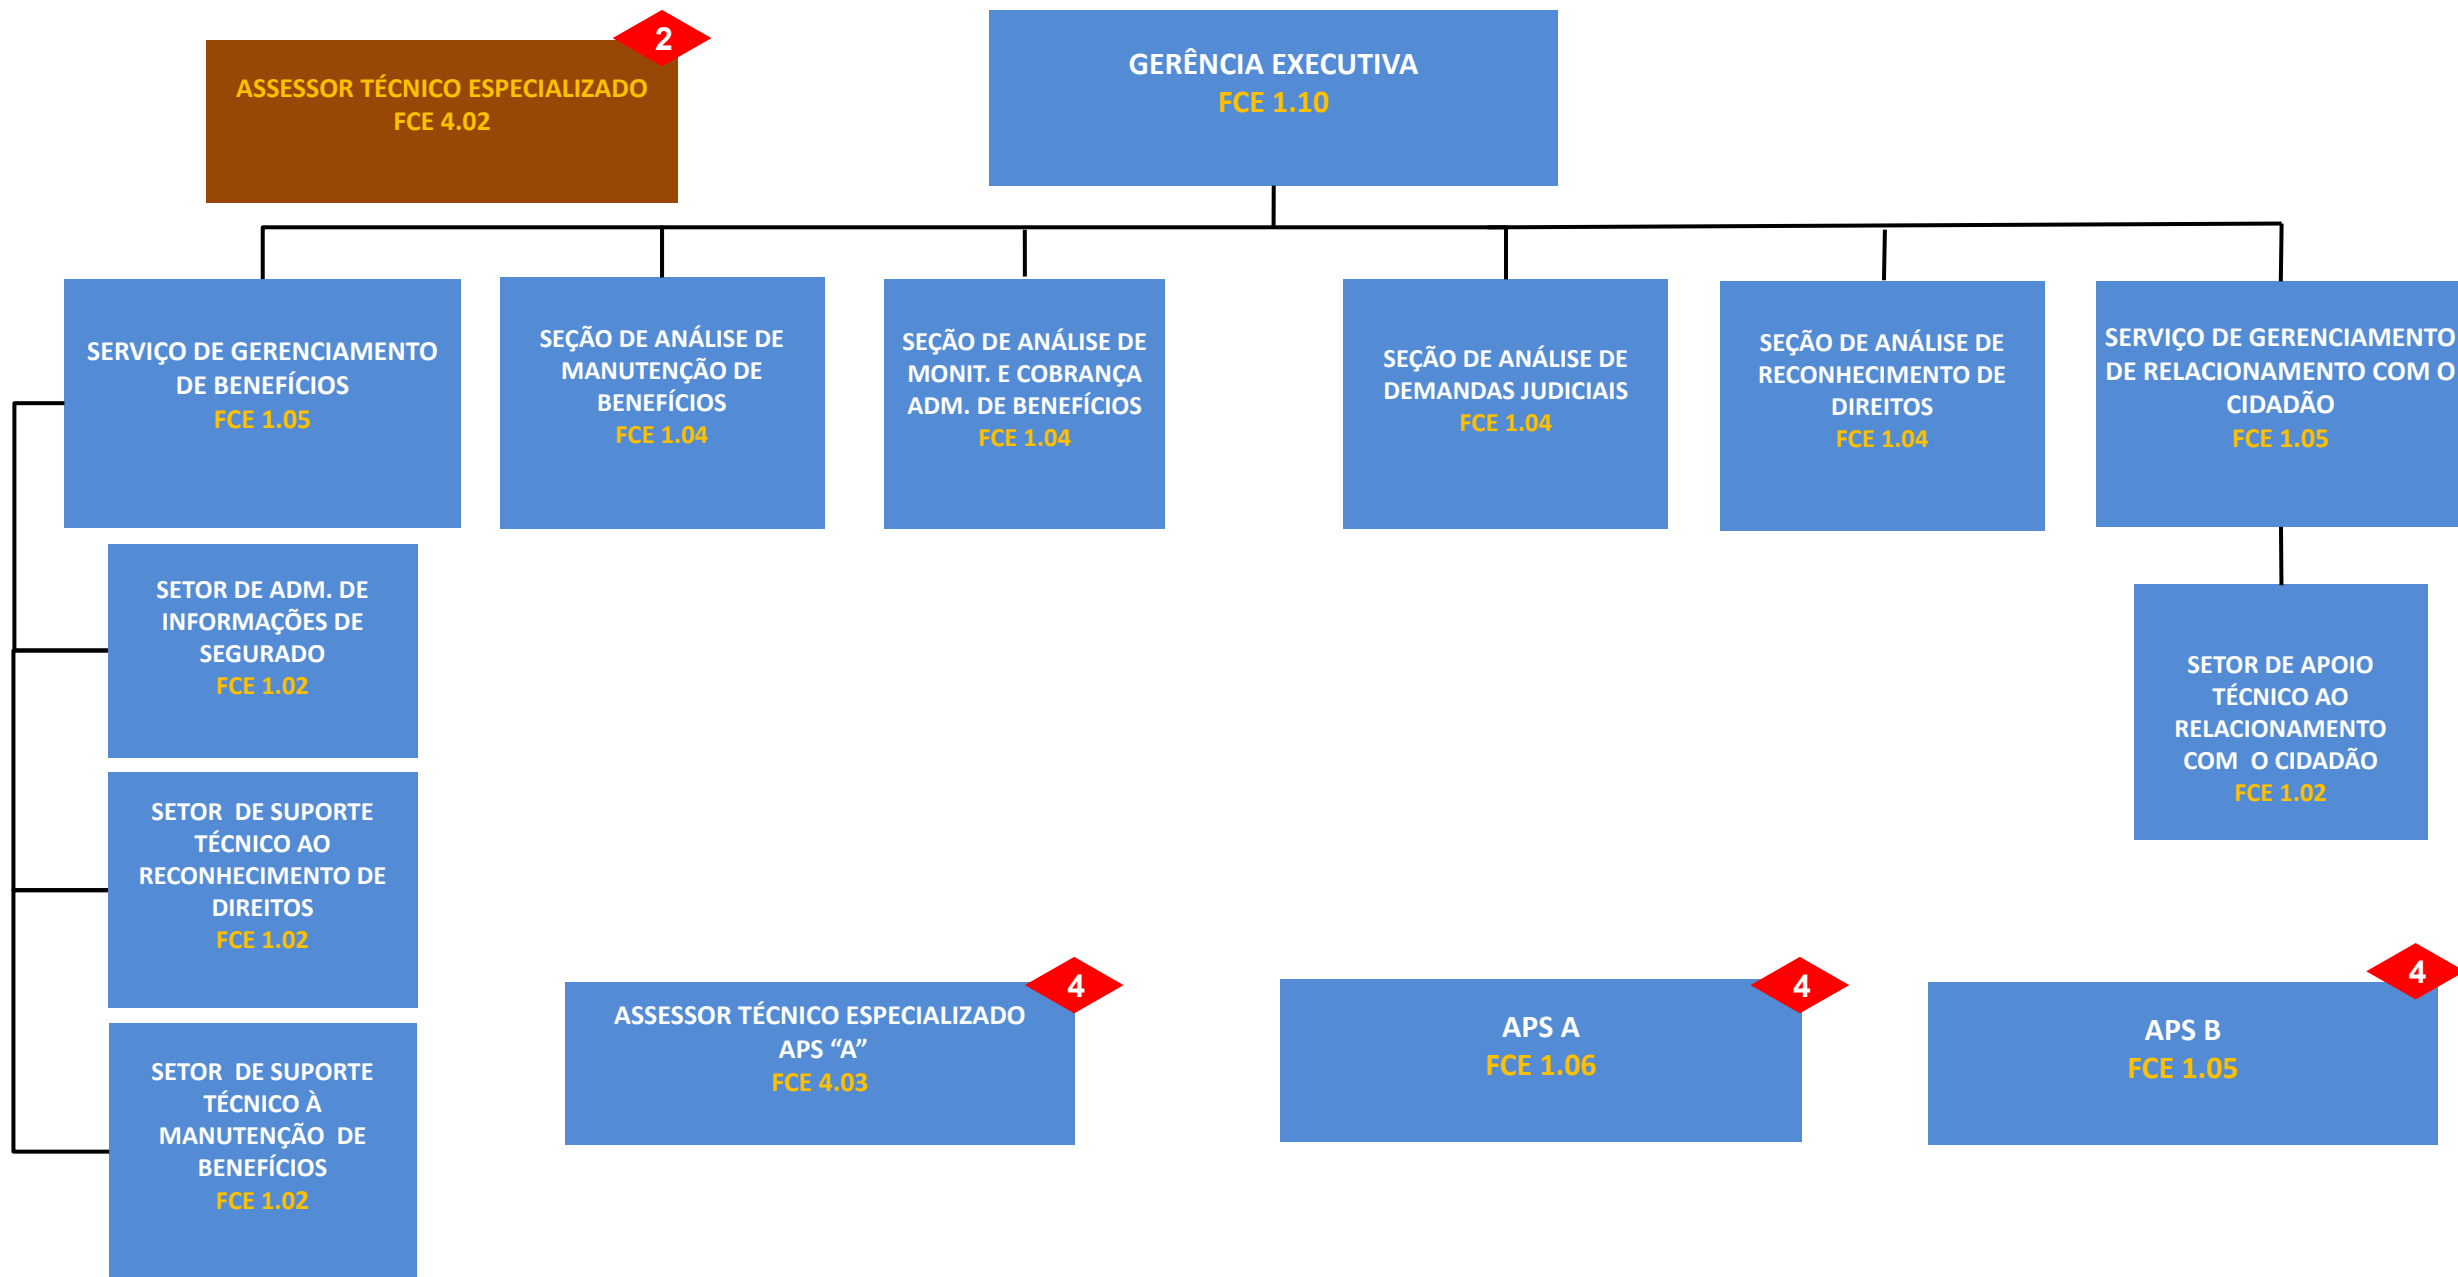 2
ASSESSOR TÉCNICO ESPECIALIZADO
FCE 4.02
GERÊNCIA EXECUTIVA
FCE 1.10
SERVIÇO DE GERENCIAMENTO
DE BENEFÍCIOS
FCE 1.05
SEÇÃO DE ANÁLISE DE
MANUTENÇÃO DE
BENEFÍCIOS
FCE 1.04
SEÇÃO DE ANÁLISE DE
MONIT. E COBRANÇA
ADM. DE BENEFÍCIOS
FCE 1.04
SEÇÃO DE ANÁLISE DE
DEMANDAS JUDICIAIS
FCE 1.04
SEÇÃO DE ANÁLISE DE
RECONHECIMENTO DE
DIREITOS
FCE 1.04
SERVIÇO DE GERENCIAMENTO
DE RELACIONAMENTO COM O
CIDADÃO
FCE 1.05
SETOR DE ADM. DE
INFORMAÇÕES DE
SEGURADO
FCE 1.02
SETOR DE APOIO
TÉCNICO AO
RELACIONAMENTO
COM O CIDADÃO
FCE 1.02
SETOR DE SUPORTE
TÉCNICO AO
RECONHECIMENTO DE
DIREITOS
FCE 1.02
SETOR DE SUPORTE
TÉCNICO À
MANUTENÇÃO DE
BENEFÍCIOS
FCE 1.02
4
ASSESSOR TÉCNICO ESPECIALIZADO
APS “A”
FCE 4.03
4
APS A
FCE 1.06
4
APS B
FCE 1.05